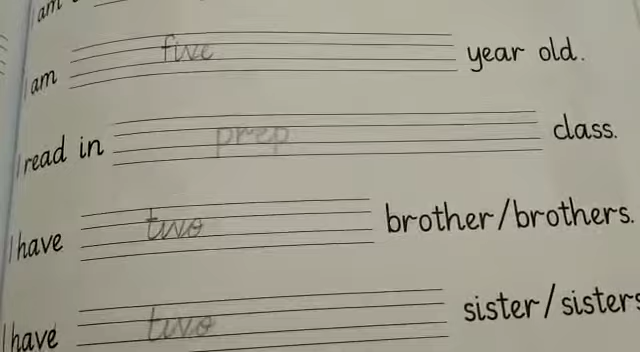 I am
I am five year old.
I read in prep class.
I have two brother/brothers.
I have two sister/sisters